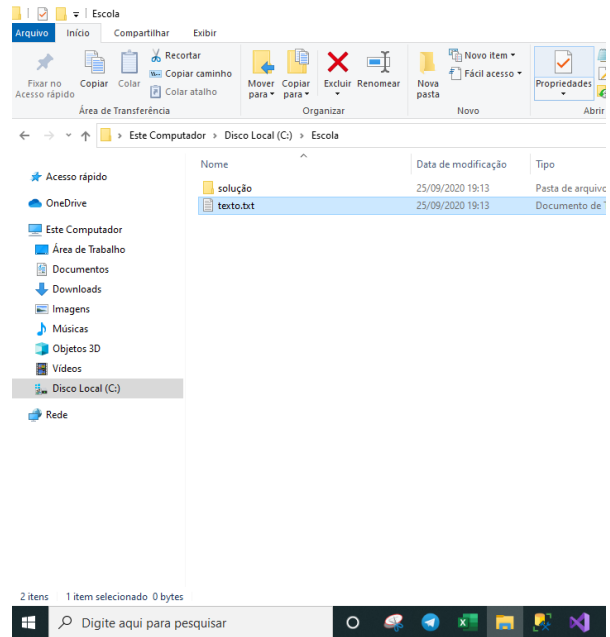 Escola
Arquivo Início Compartilhar Exibir
Fixar no Acesso rápido
Copiar
Colar
Recortar
Copiar caminho
Colar atalho
Mover para
Copiar para
Excluir
Renomear
Nova pasta
Novo item
Fácil acesso
Propriedades
Área de Transferência Organizar Novo Abrir
Este Computador > Disco Local (C:) > Escola
Nome Data de modificação Tipo
solução 25/09/2020 19:13 Pasta de arquivo
texto.txt 25/09/2020 19:13 Documento de
Acesso rápido
OneDrive
Este Computador
Área de Trabalho
Documentos
Downloads
Imagens
Músicas
Objetos 3D
Vídeos
Disco Local (C:)
Rede
2 itens 1 item selecionado 0 bytes
Digite aqui para pesquisar